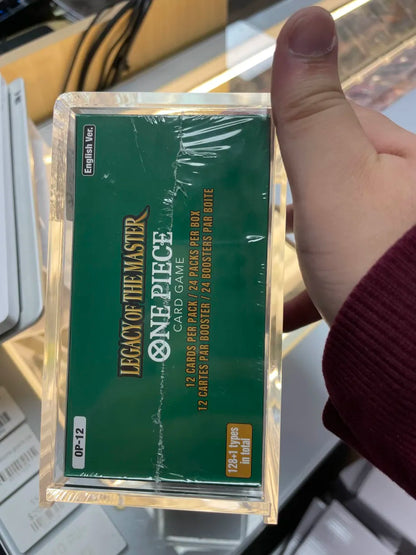 English Ver.
LEGACY OF THE MASTER
ONE PIECE
CARD GAME
12 CARDS PER PACK / 24 PACKS PER BOX
12 CARTES PAR BOOSTER / 24 BOOSTERS PAR BOITE
OP-12
128+1 types
in total